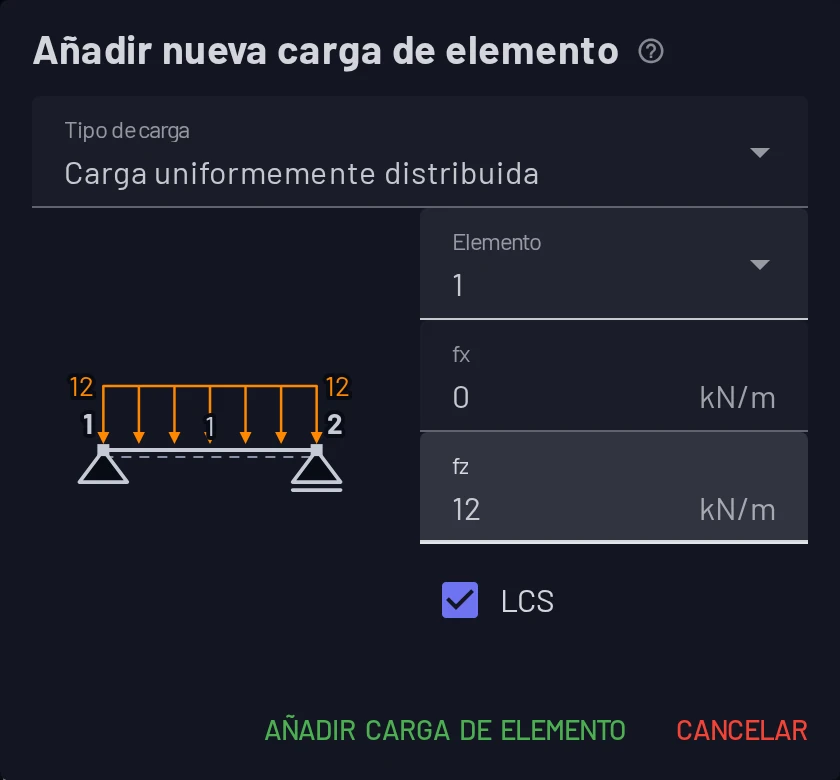 Añadir nueva carga de elemento ?
Tipo de carga
Carga uniformemente distribuida
Elemento
1
fx
0 kN/m
fz
12 kN/m
LCS
12 12
1 1 2
AÑADIR CARGA DE ELEMENTO CANCELAR